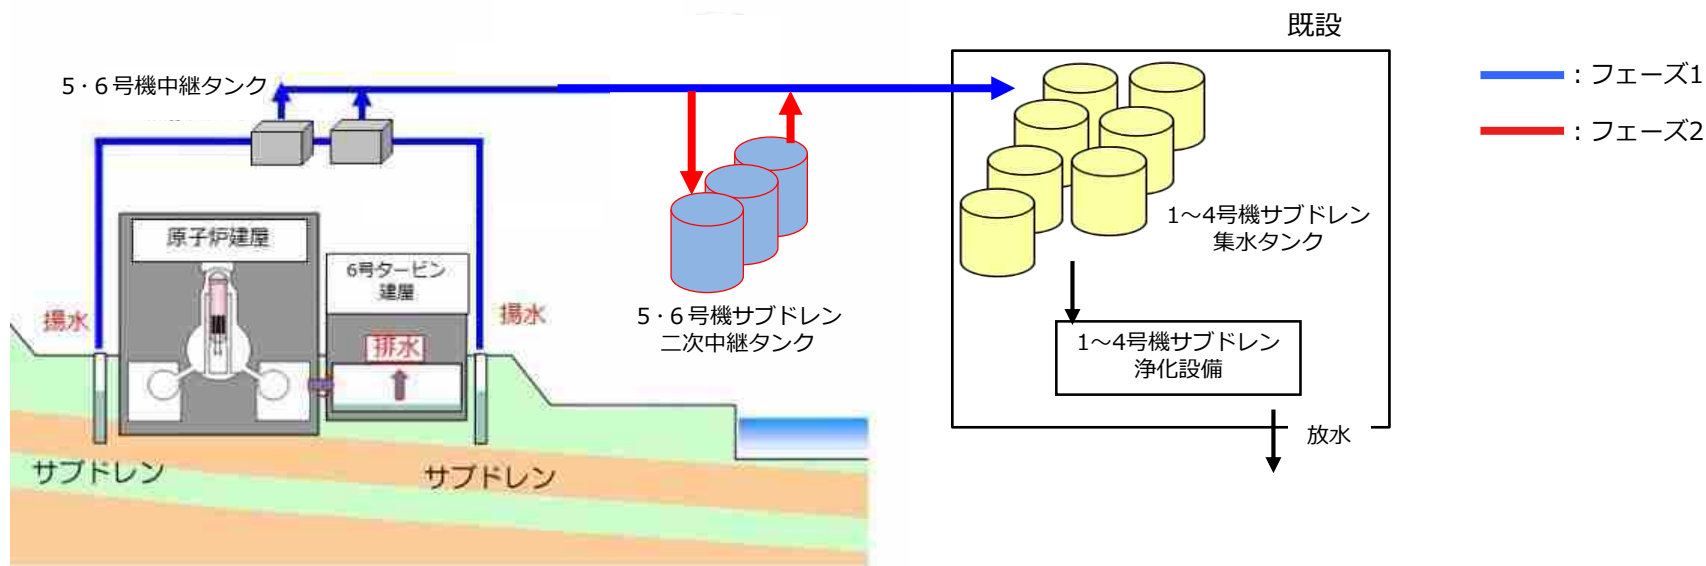 既設
5・6号機中継タンク
：フェーズ1
：フェーズ2
原子炉建屋
6号タービン
建屋
揚水
揚水
排水
サブドレン
サブドレン
5・6号機サブドレン
二次中継タンク
1～4号機サブドレン
集水タンク
1～4号機サブドレン
浄化設備
放水